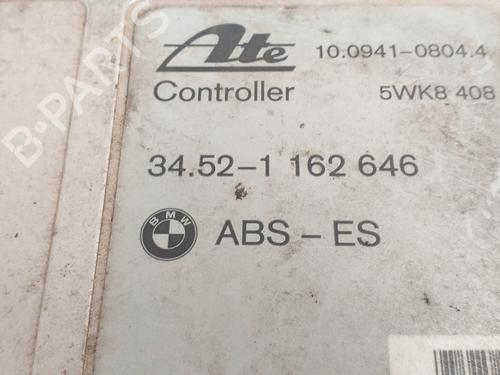 B-PARTS
Ate 10.0941-0804.4
Controller 5WK8 408
34.52-1 162 646
BMW ABS - ES